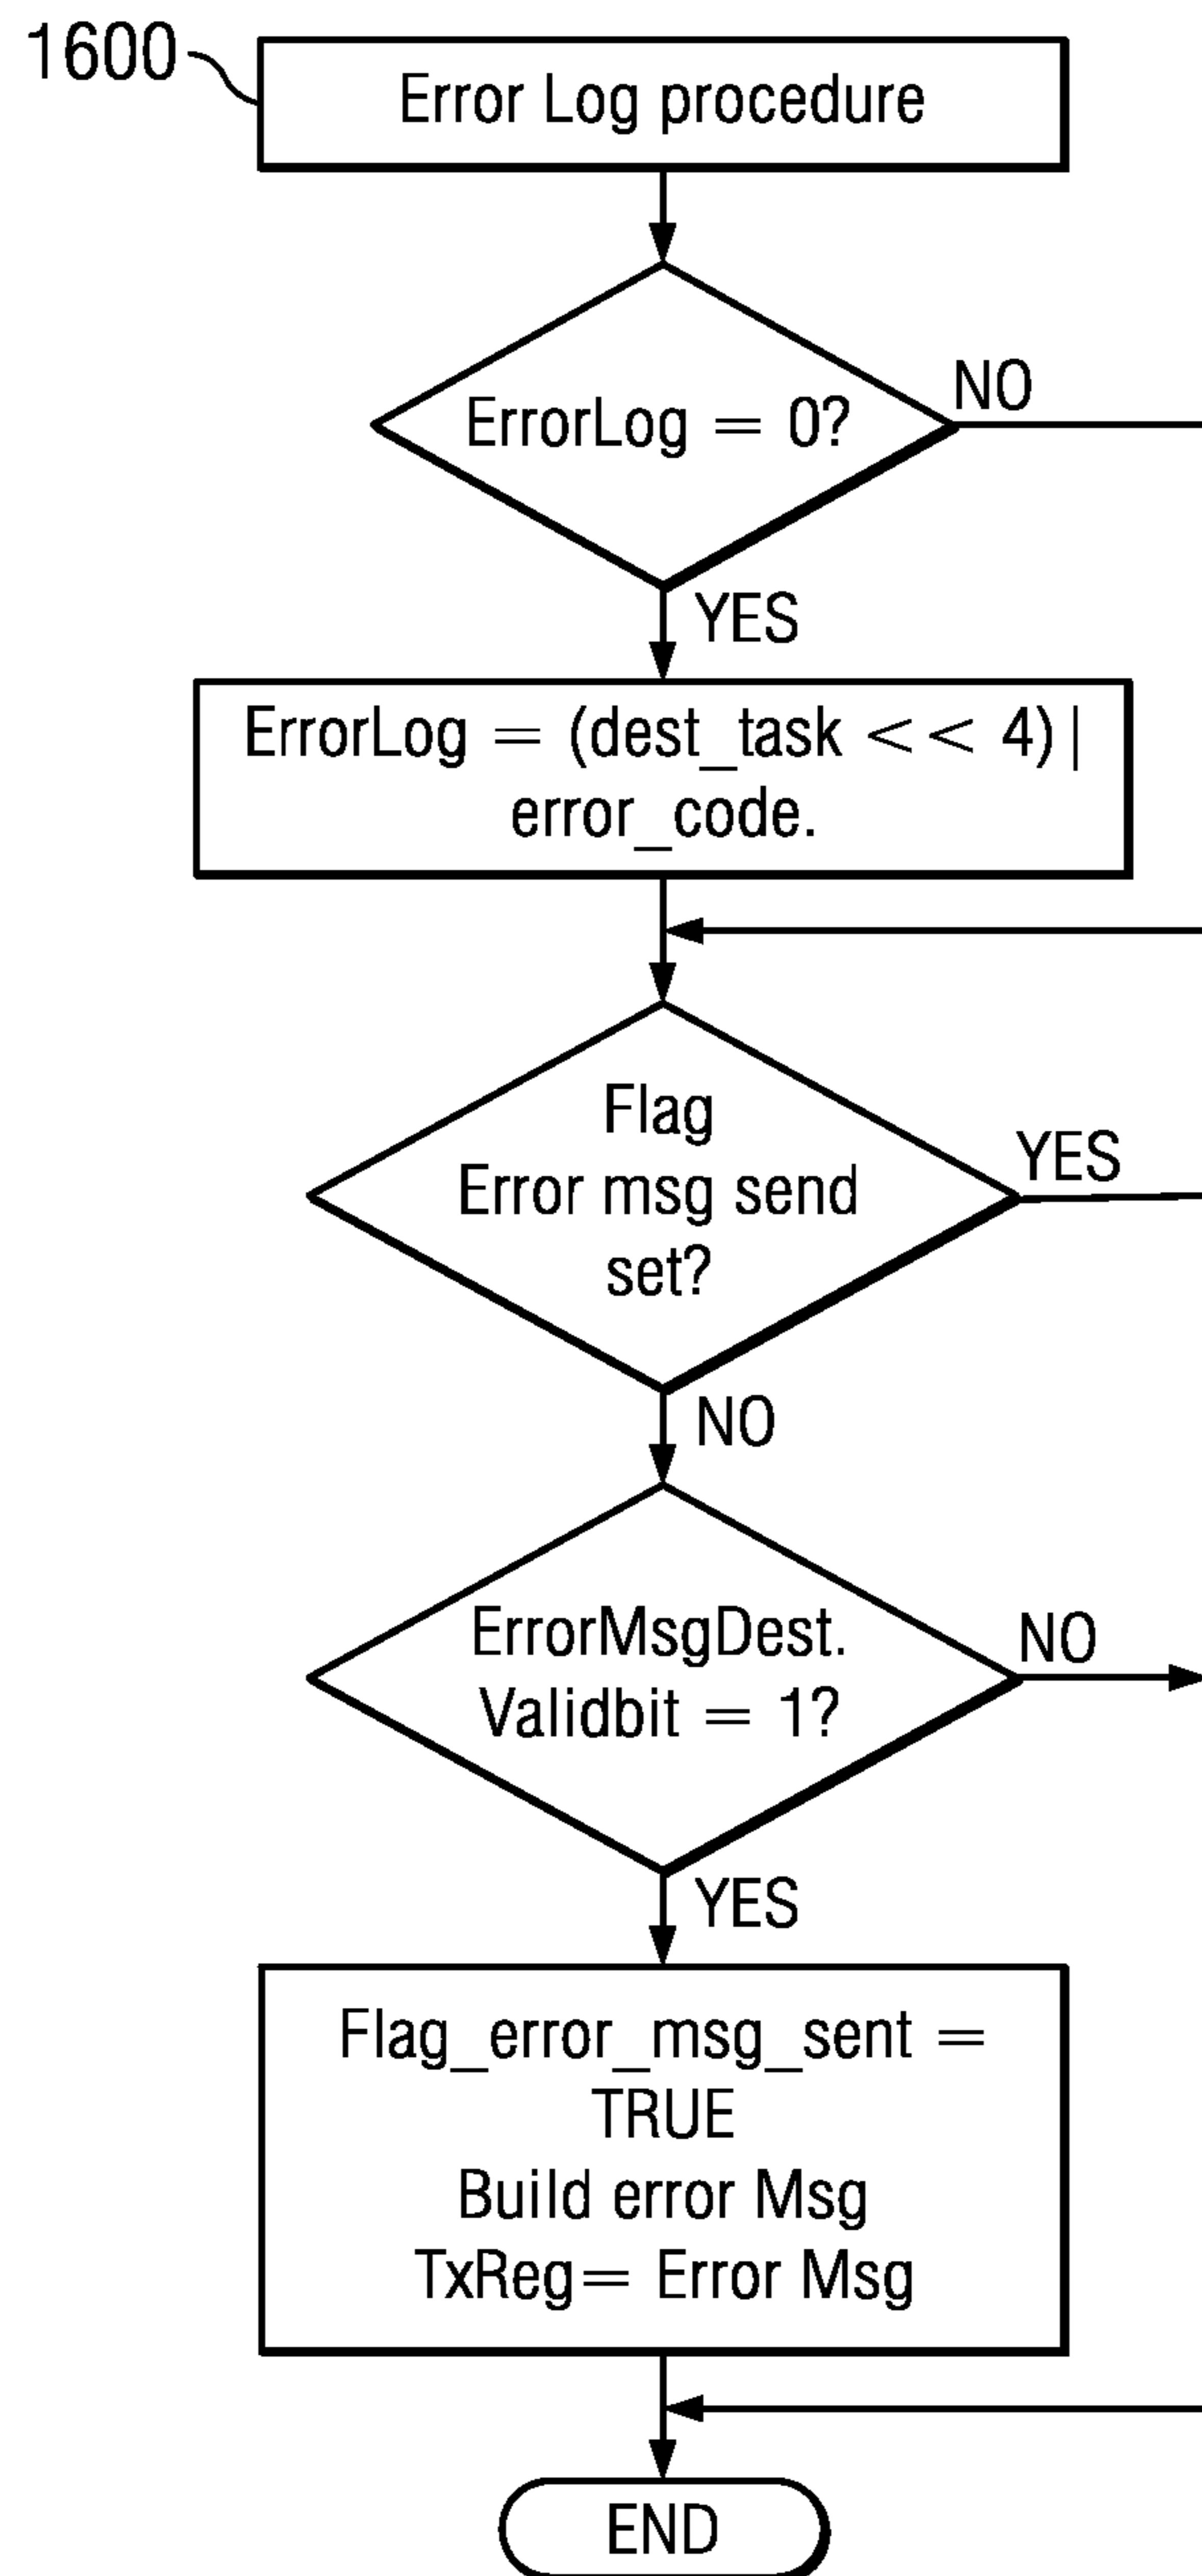 1600
Error Log procedure
ErrorLog = 0?
NO
YES
ErrorLog = (dest_task << 4) |
error_code.
Flag
Error msg send
set?
YES
NO
ErrorMsgDest.
Validbit = 1?
NO
YES
Flag_error_msg_sent =
TRUE
Build error Msg
TxReg= Error Msg
END